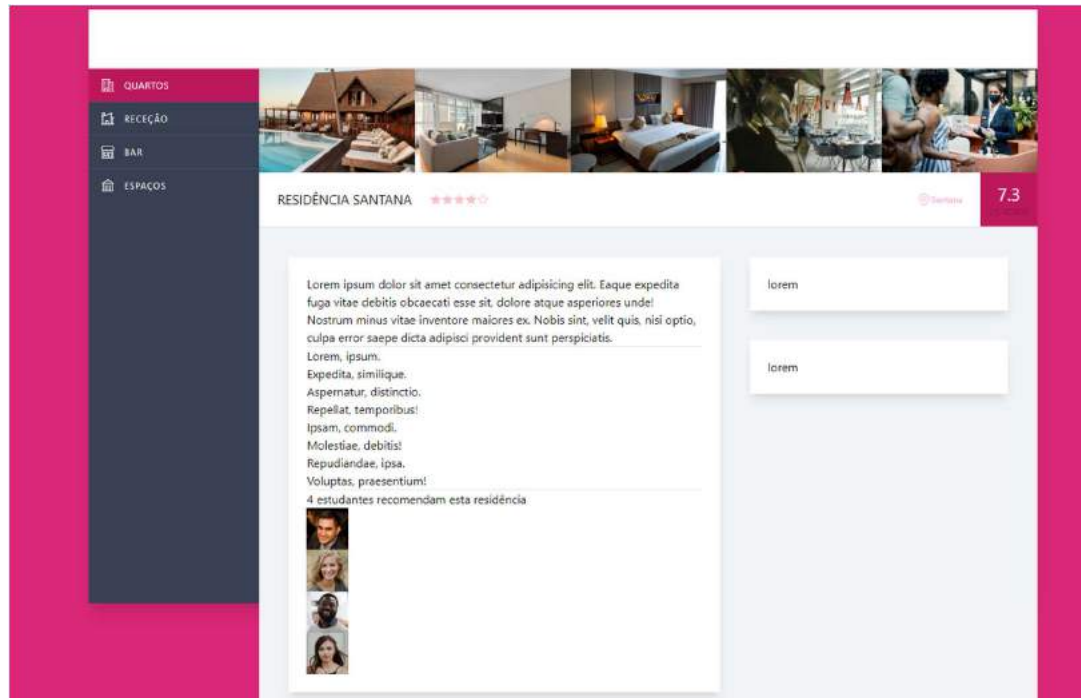 QUARTOS
RECEÇÃO
BAR
ESPAÇOS
RESIDÊNCIA SANTANA
Santana
7.3
Lorem ipsum dolor sit amet consectetur adipisicing elit. Eaque expedita
fuga vitae debitis obcaecati esse sit, dolore atque asperiores unde!
Nostrum minus vitae inventore maiores ex. Nobis sint, velit quis, nisi optio,
culpa error saepe dicta adipisci provident sunt perspiciatis.
Lorem, ipsum.
Expedita, similique.
Aspernatur, distinctio.
Repellat, temporibus!
Ipsam, commodi.
Molestiae, debitis!
Repudiandae, ipsa.
Voluptas, praesentium!
4 estudantes recomendam esta residência
lorem
lorem